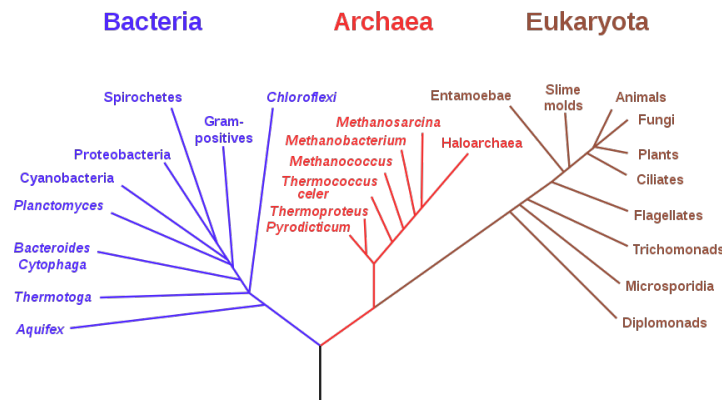 Bacteria
Archaea
Eukaryota
Spirochetes
Chloroflexi
Gram-
positives
Proteobacteria
Cyanobacteria
Planctomyces
Bacteroides
Cytophaga
Thermotoga
Aquifex
Methanosarcina
Methanobacterium
Haloarchaea
Methanococcus
Thermococcus
celer
Thermoproteus
Pyrodicticum
Entamoebae
Slime
molds
Animals
Fungi
Plants
Ciliates
Flagellates
Trichomonads
Microsporidia
Diplomonads